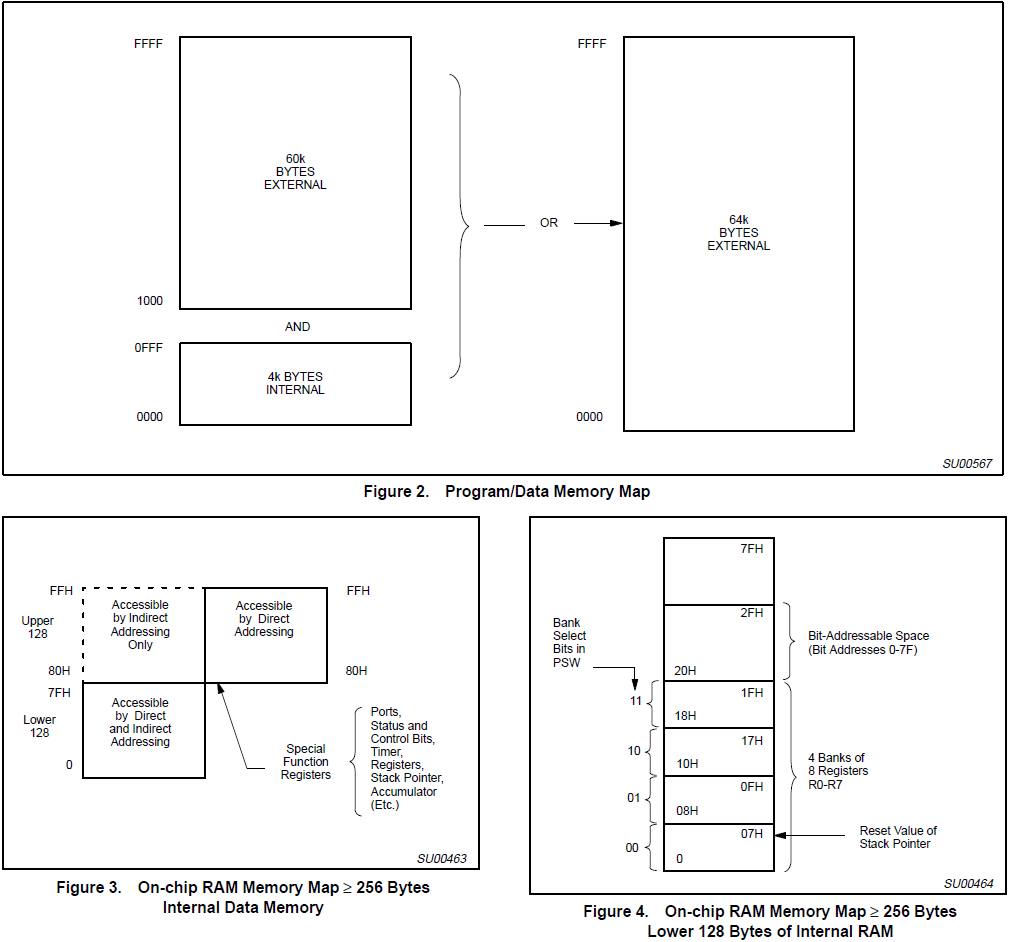 FFFF
60k
BYTES
EXTERNAL
1000
AND
0FFF
4k BYTES
INTERNAL
0000
OR
FFFF
64k
BYTES
EXTERNAL
0000
SU00567
Figure 2. Program/Data Memory Map
FFH
Upper
128
80H
7FH
Lower
128
0
Accessible
by Indirect
Addressing
Only
Accessible
by Direct
Addressing
FFH
80H
Accessible
by Direct
and Indirect
Addressing
Special
Function
Registers
Ports,
Status and
Control Bits,
Timer,
Registers,
Stack Pointer,
Accumulator
(Etc.)
SU00463
Figure 3. On-chip RAM Memory Map ≥ 256 Bytes
Internal Data Memory
7FH
2FH
20H
Bit-Addressable Space
(Bit Addresses 0-7F)
Bank
Select
Bits in
PSW
11
1FH
18H
10
17H
10H
01
0FH
08H
00
07H
0
4 Banks of
8 Registers
R0-R7
Reset Value of
Stack Pointer
SU00464
Figure 4. On-chip RAM Memory Map ≥ 256 Bytes
Lower 128 Bytes of Internal RAM